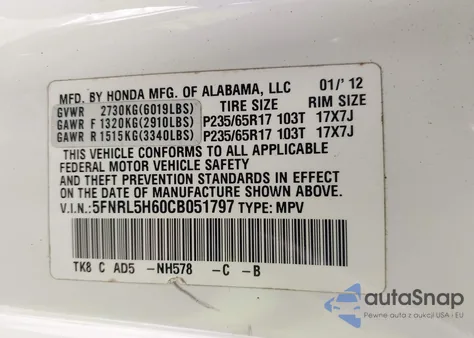 MFD. BY HONDA MFG. OF ALABAMA, LLC 01/'12
GVWR 2730KG(6019LBS) TIRE SIZE RIM SIZE
GAWR F 1320KG(2910LBS) P235/65R17 103T 17X7J
GAWR R 1515KG(3340LBS) P235/65R17 103T 17X7J
THIS VEHICLE CONFORMS TO ALL APPLICABLE
FEDERAL MOTOR VEHICLE SAFETY
AND THEFT PREVENTION STANDARDS IN EFFECT
ON THE DATE OF MANUFACTURE SHOWN ABOVE.
V.I.N.:5FNRL5H60CB051797 TYPE: MPV
TK8 C AD5 -NH578 -C -B
autoSnap
Pewne auta z aukcji USA i EU